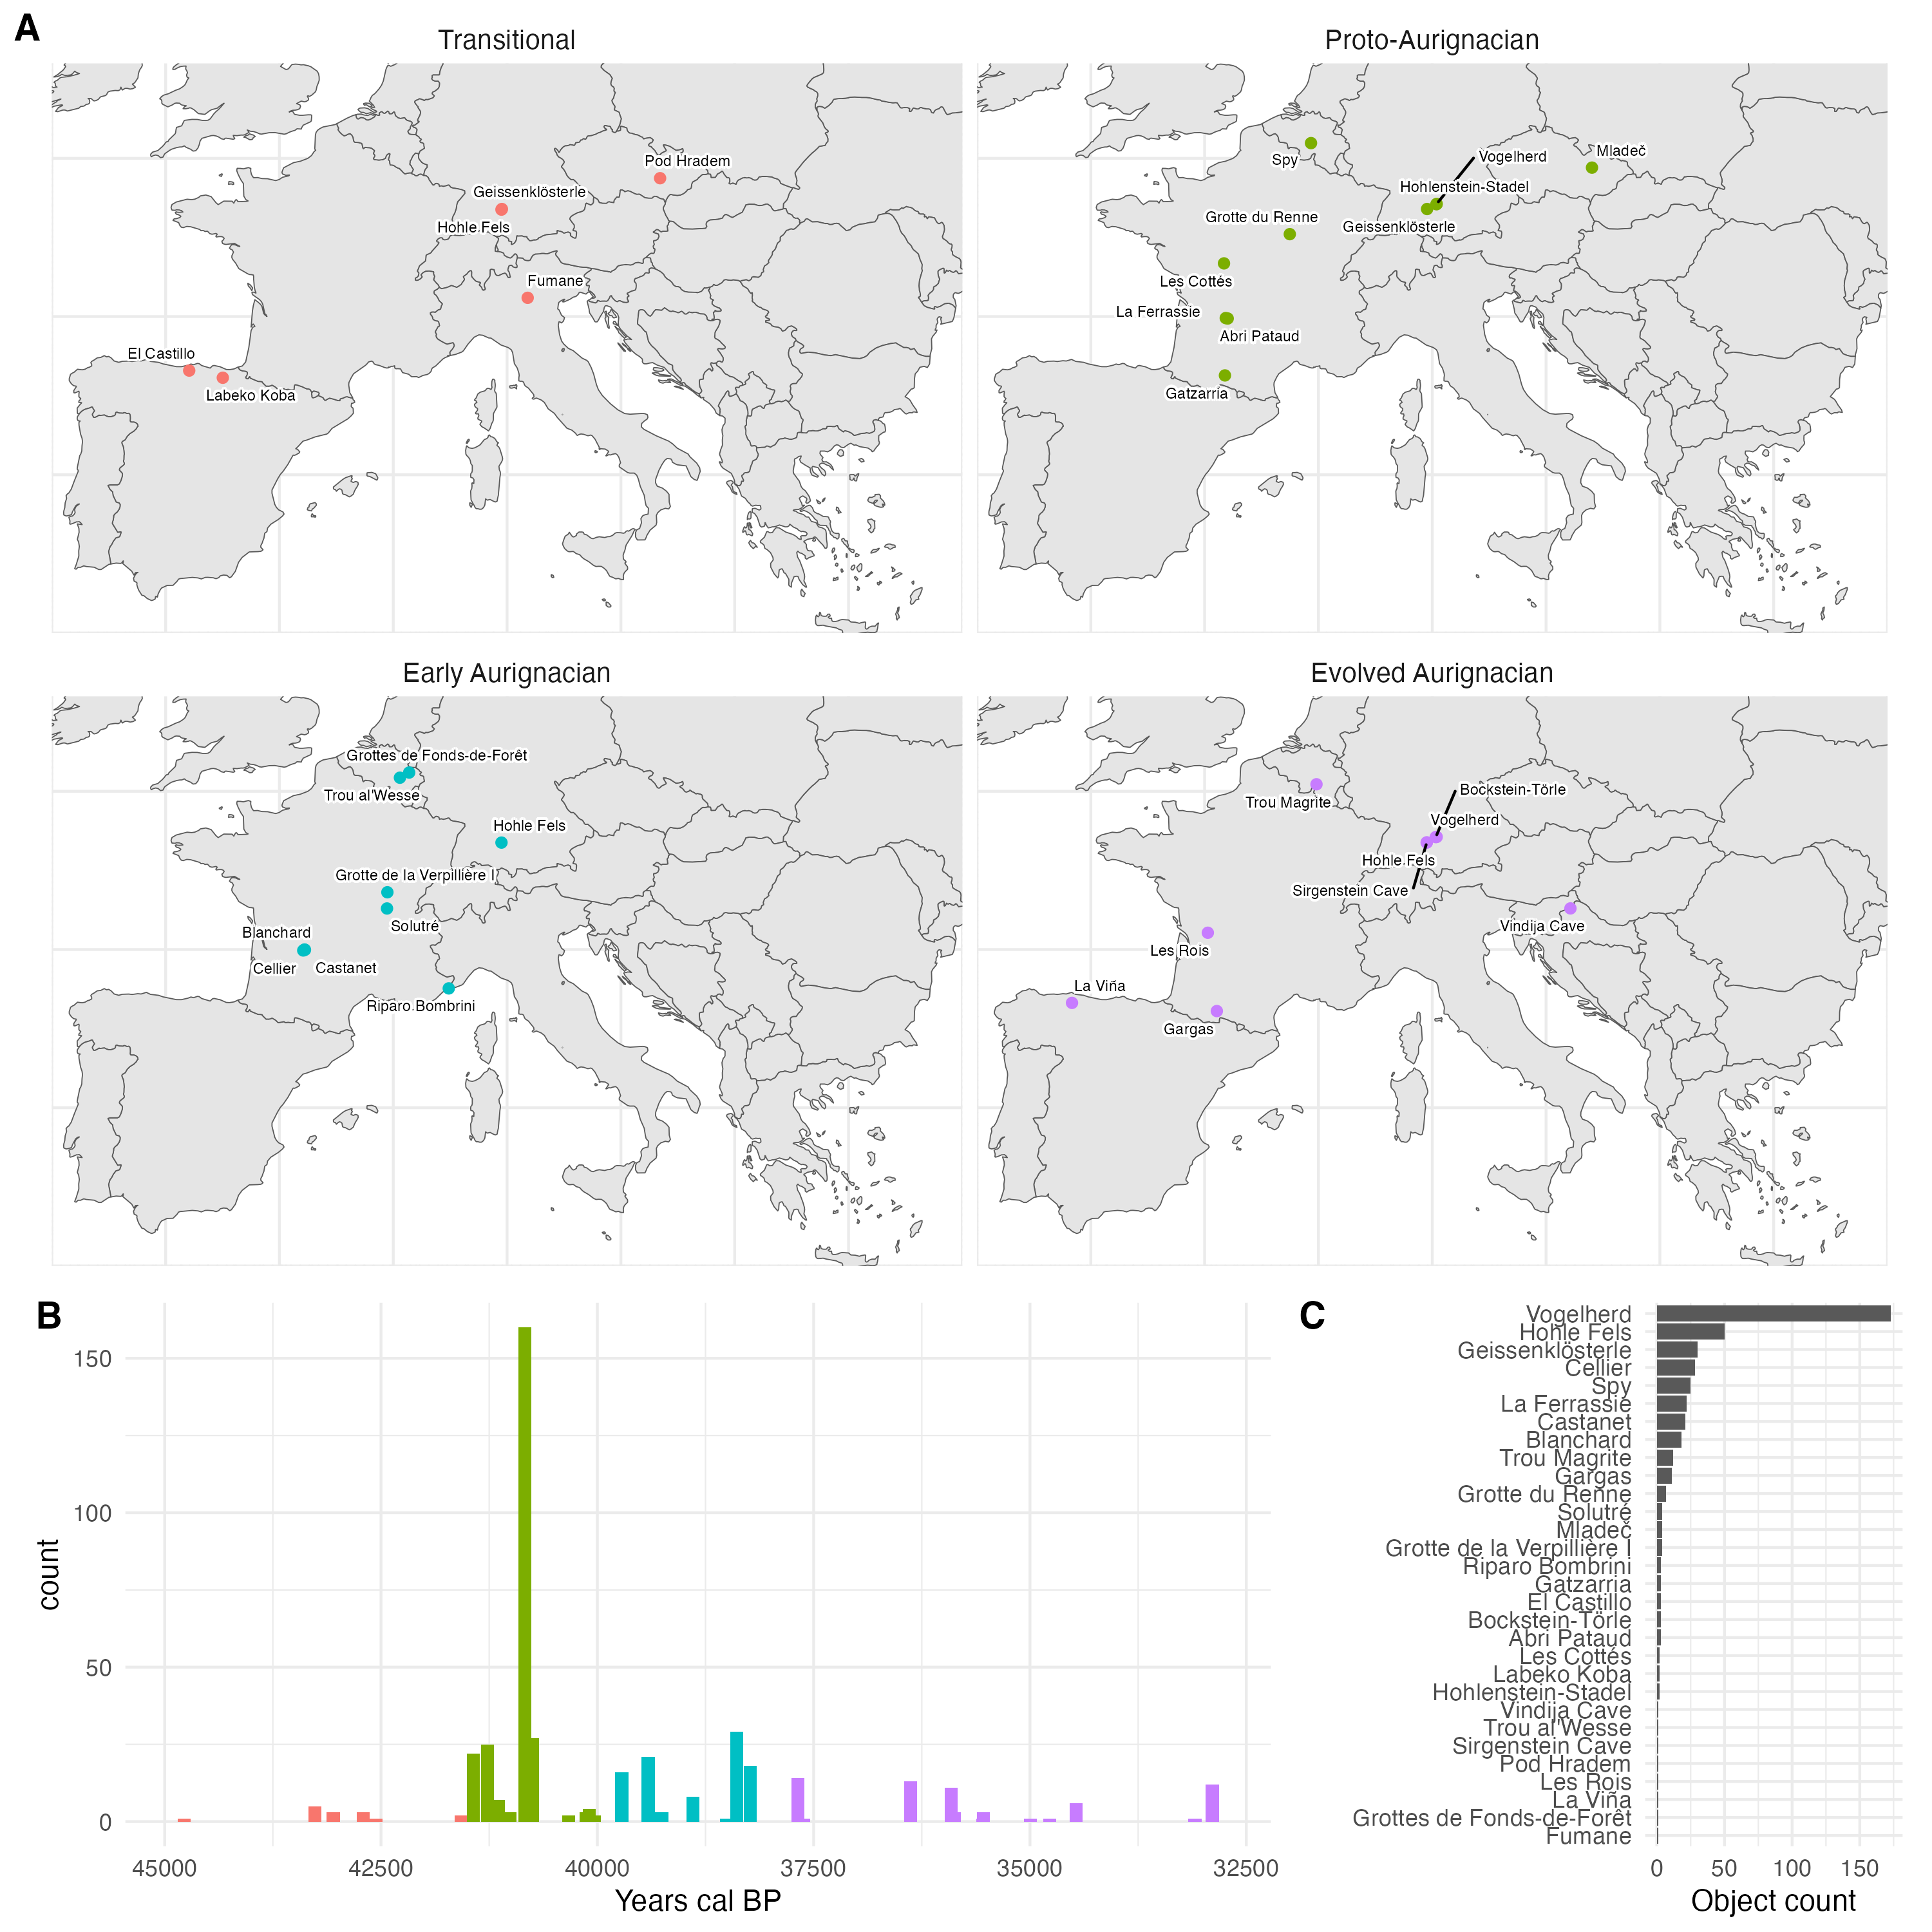 A
Transitional
Proto-Aurignacian
Pod Hradem
Geissenklösterle
Hohle Fels
Fumane
El Castillo
Labeko Koba
Spy
Vogelherd
Mladeč
Hohlenstein-Stadel
Grotte du Renne
Geissenklösterle
Les Cottés
La Ferrassie
Abri Pataud
Gatzarria
Early Aurignacian
Evolved Aurignacian
Grottes de Fonds-de-Forêt
Trou al'Wesse
Hohle Fels
Grotte de la Verpillière I
Solutré
Blanchard
Cellier
Castanet
Riparo Bombrini
Trou Magrite
Bockstein-Törle
Vogelherd
Hohle Fels
Sirgenstein Cave
Vindija Cave
Les Rois
La Viña
Gargas
B
count
150
100
50
0
45000
42500
40000
37500
35000
32500
Years cal BP
C
Vogelherd
Hohle Fels
Geissenklösterle
Cellier
Spy
La Ferrassie
Castanet
Blanchard
Trou Magrite
Gargas
Grotte du Renne
Solutré
Mladeč
Grotte de la Verpillière I
Riparo Bombrini
Gatzarria
El Castillo
Bockstein-Törle
Abri Pataud
Les Cottés
Labeko Koba
Hohlenstein-Stadel
Vindija Cave
Trou al'Wesse
Sirgenstein Cave
Pod Hradem
Les Rois
La Viña
Grottes de Fonds-de-Forêt
Fumane
0
50
100
150
Object count